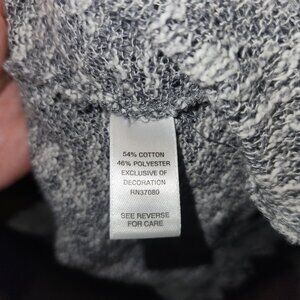 54% COTTON
46% POLYESTER
EXCLUSIVE OF
DECORATION
RN37080
SEE REVERSE
FOR CARE